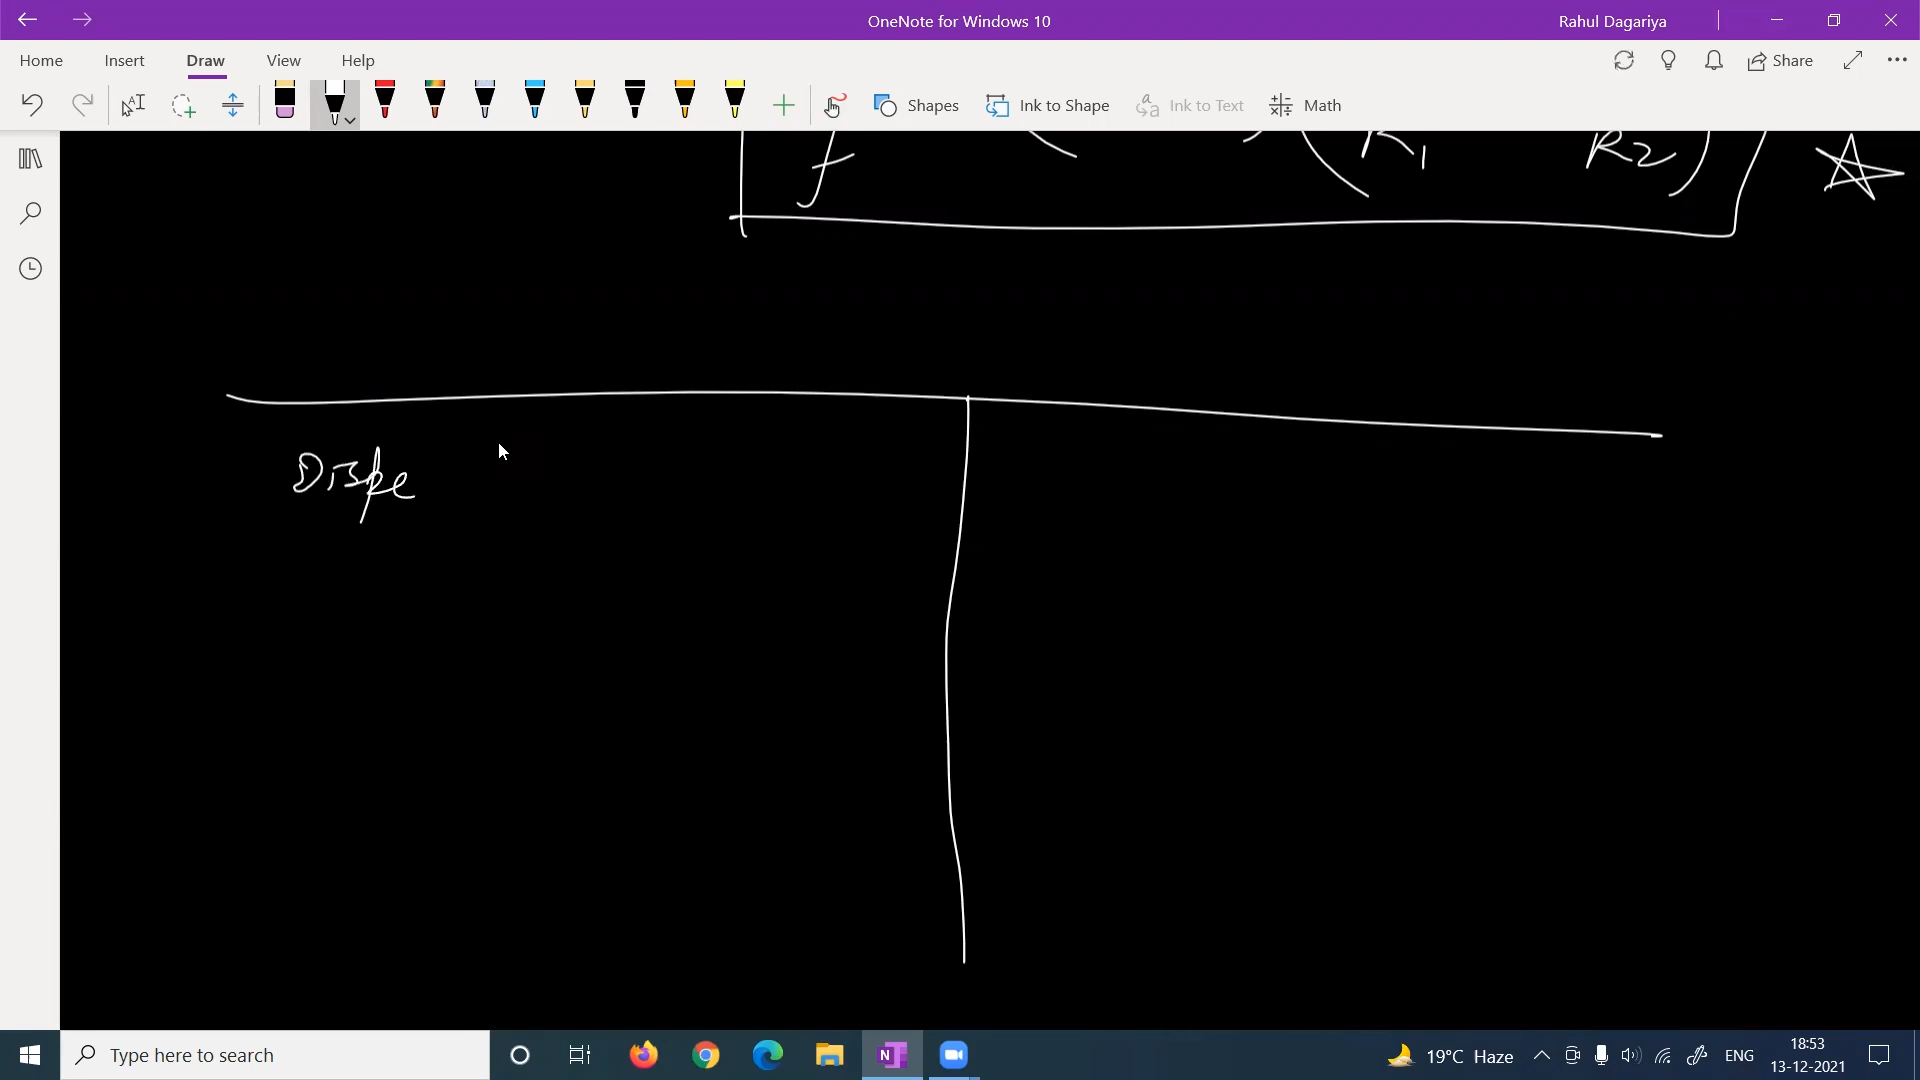 OneNote for Windows 10
Rahul Dagariya
Home Insert Draw View Help
Share
Shapes Ink to Shape Ink to Text Math
f R1 R2
Dispe
Type here to search
19°C Haze
ENG
18:53
13-12-2021